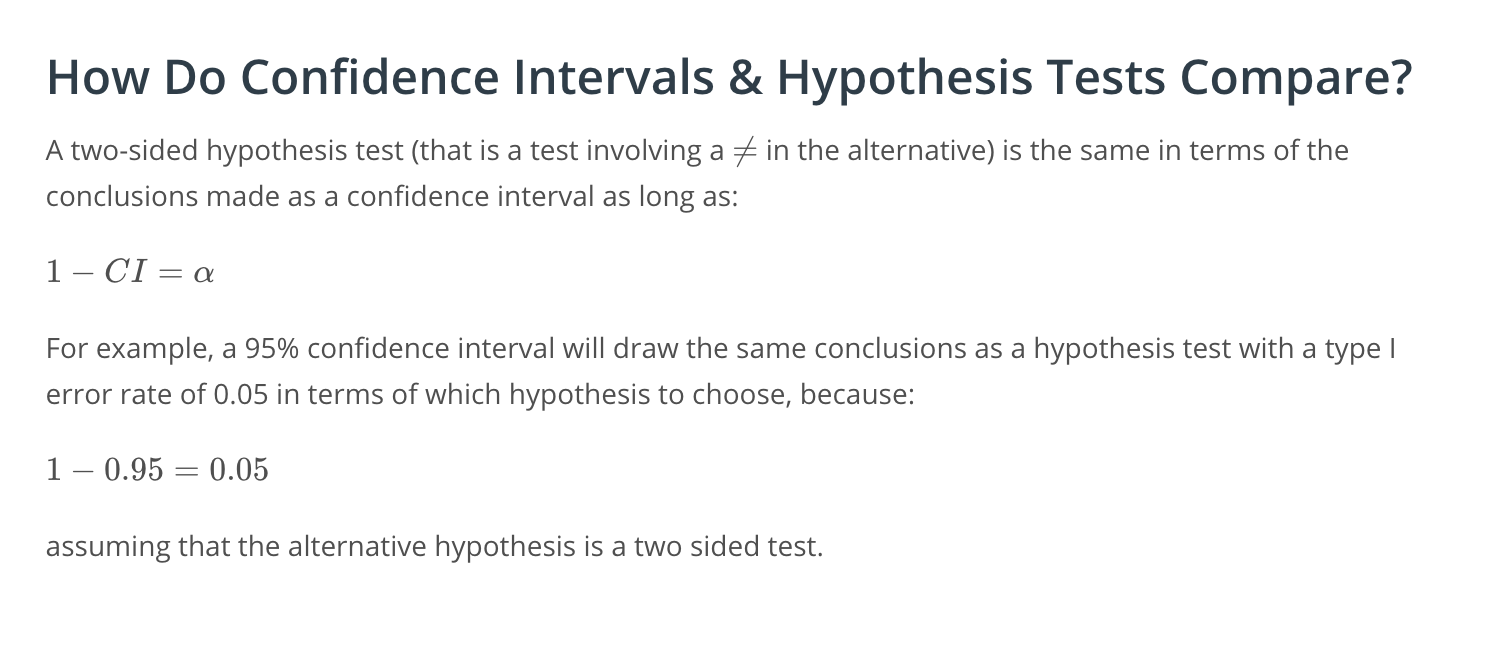 How Do Confidence Intervals & Hypothesis Tests Compare?
A two-sided hypothesis test (that is a test involving a ≠ in the alternative) is the same in terms of the
conclusions made as a confidence interval as long as:
1 − CI = α
For example, a 95% confidence interval will draw the same conclusions as a hypothesis test with a type I
error rate of 0.05 in terms of which hypothesis to choose, because:
1 − 0.95 = 0.05
assuming that the alternative hypothesis is a two sided test.